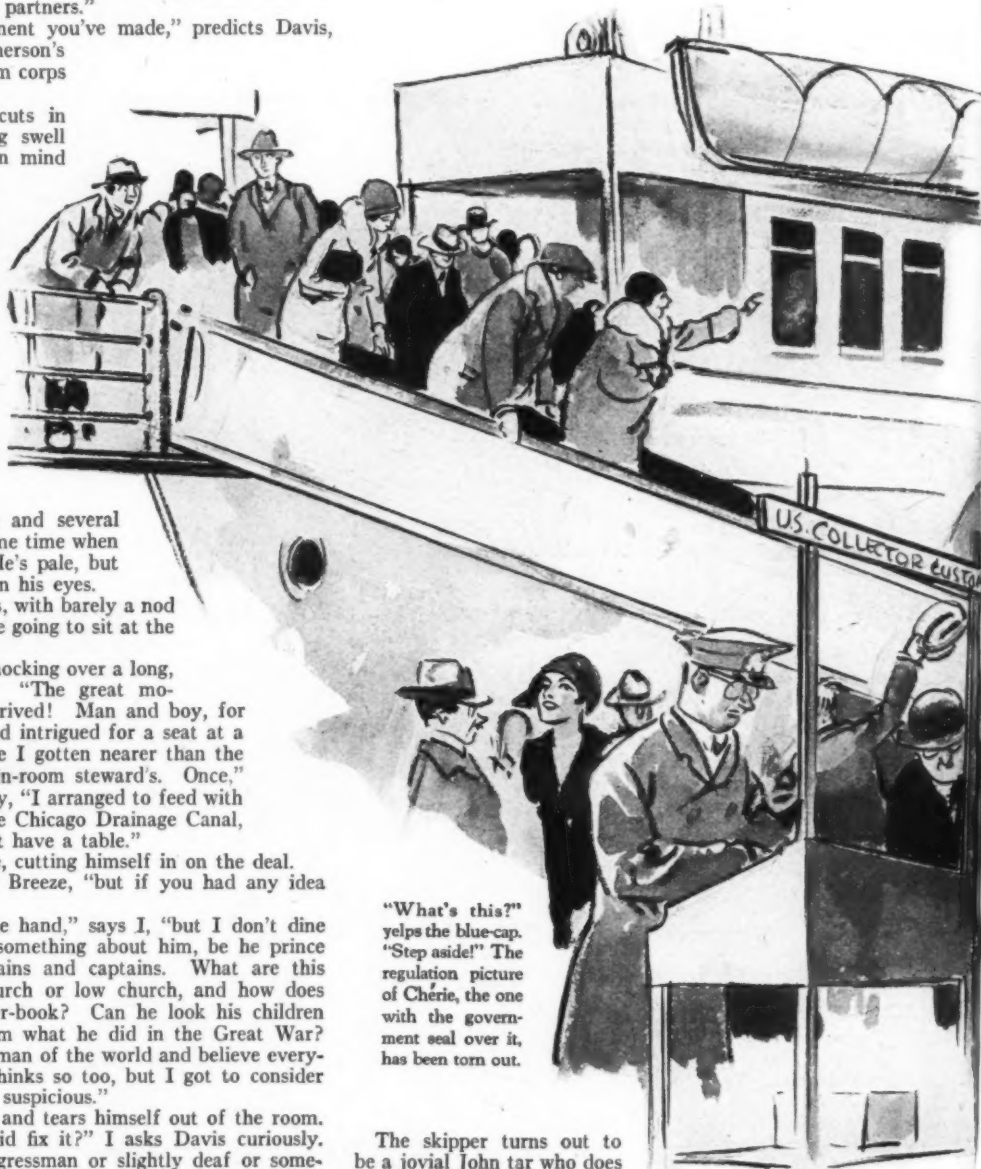 partners."
ment you've made," predicts Davis,
nerson's
m corps
cuts in
g swell
n mind
and several
ne time when
He's pale, but
n his eyes.
s, with barely a nod
e going to sit at the
nocking over a long,
"The great mo-
rived! Man and boy, for
d intrigued for a seat at a
e I gotten nearer than the
n-room steward's. Once,"
y, "I arranged to feed with
e Chicago Drainage Canal,
t have a table."
, cutting himself in on the deal.
Breeze, "but if you had any idea
e hand," says I, "but I don't dine
something about him, be he prince
ains and captains. What are this
urch or low church, and how does
r-book? Can he look his children
m what he did in the Great War?
man of the world and believe every-
hinks so too, but I got to consider
suspicious."
and tears himself out of the room.
id fix it?" I asks Davis curiously.
gressman or slightly deaf or some-
U.S. COLLECTOR CUSTOM
"What's this?"
yelps the blue-cap.
"Step aside!" The
regulation picture
of Chérie, the one
with the govern-
ment seal over it,
has been torn out.
The skipper turns out to
be a jovial John tar who does